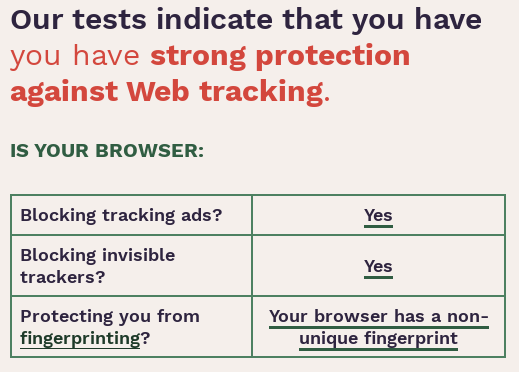 Our tests indicate that you have
you have strong protection
against Web tracking.
IS YOUR BROWSER:
Blocking tracking ads?
Yes
Blocking invisible
trackers?
Yes
Protecting you from
fingerprinting?
Your browser has a non-
unique fingerprint